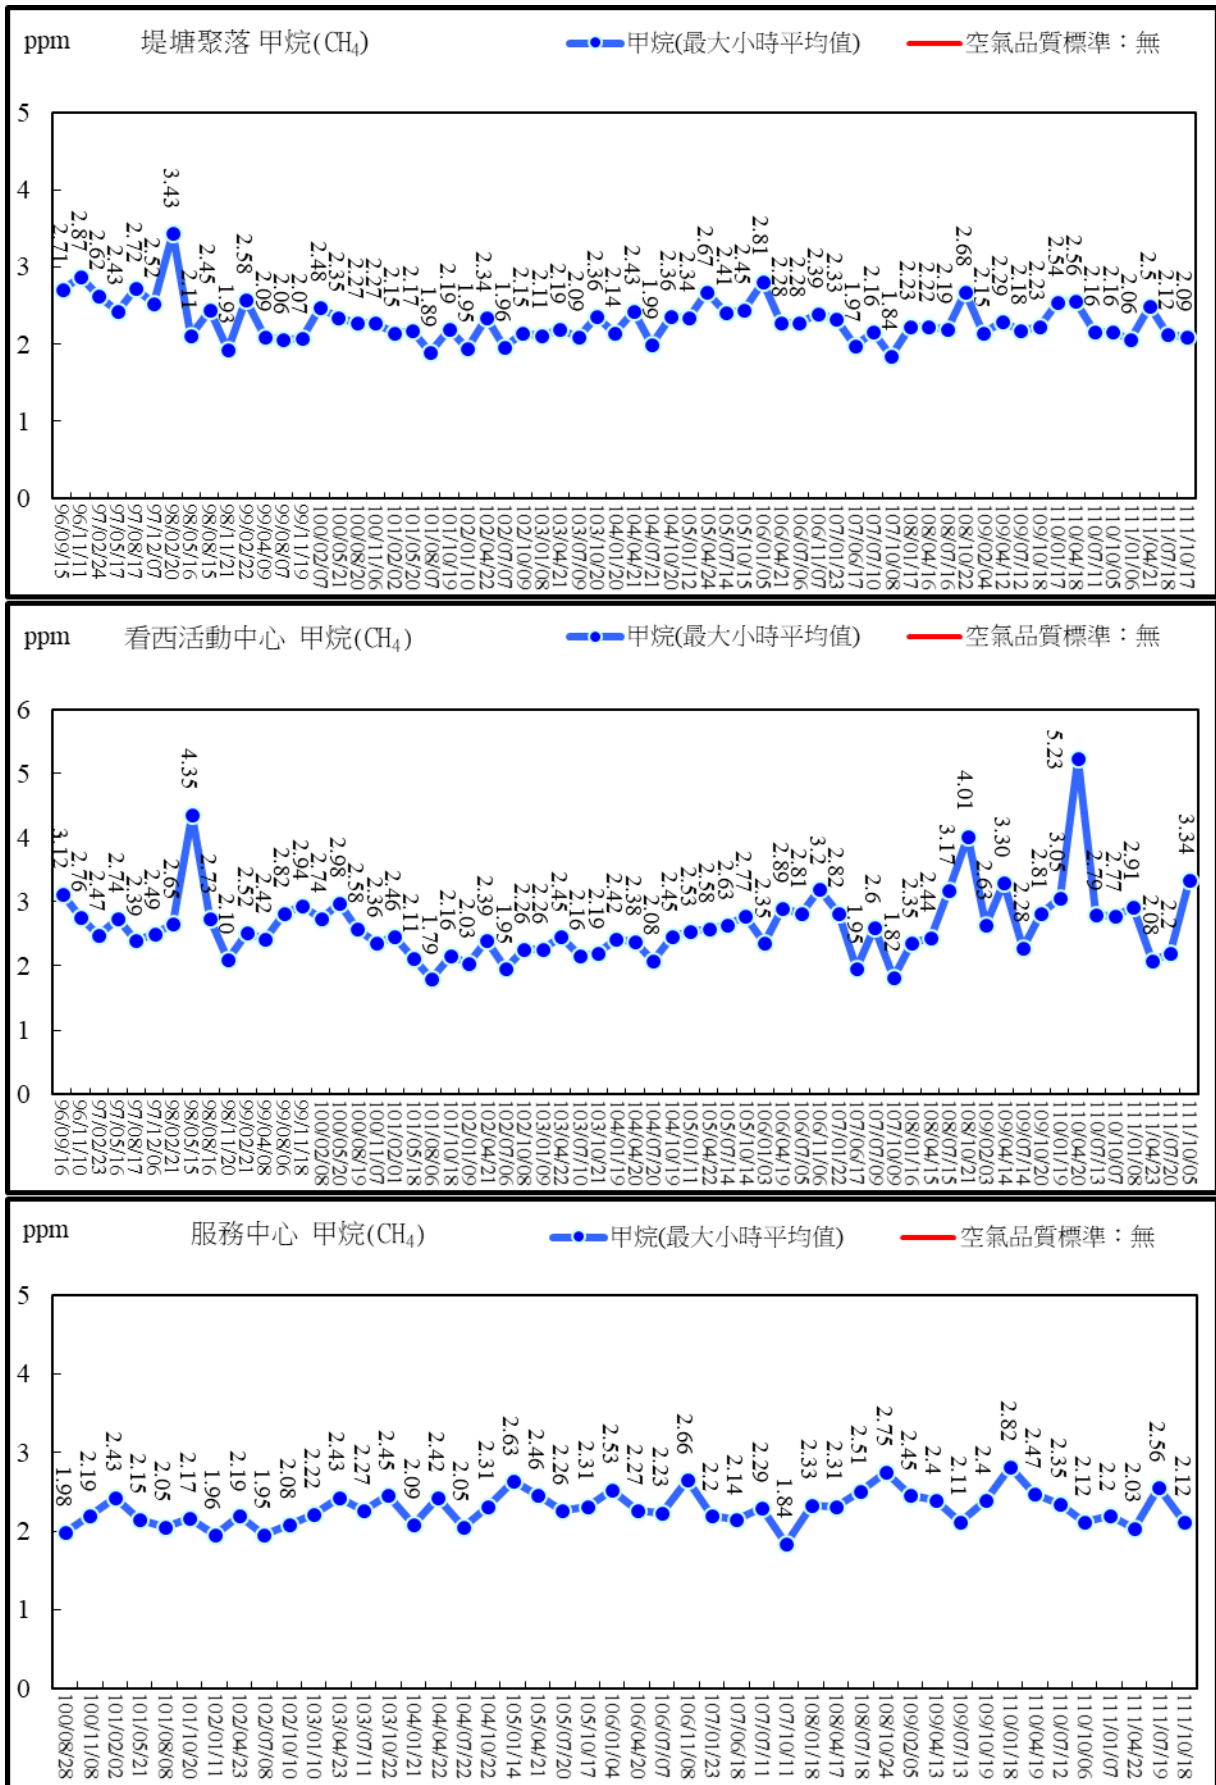 ppm 堤塘聚落 甲烷(CH₄) 甲烷(最大小時平均值) 空氣品質標準：無
5
4
3
2
1
0
2.71 2.87 2.62 2.43 2.72 2.52 3.43 2.11 2.45 1.93 2.58 2.09 2.06 2.07 2.48 2.35 2.27 2.27 2.15 2.17 1.89 2.19 1.95 2.34 1.96 2.15 2.11 2.19 2.09 2.36 2.14 2.43 1.99 2.36 2.34 2.67 2.41 2.45 2.81 2.28 2.28 2.39 2.33 1.97 2.16 1.84 2.23 2.22 2.19 2.68 2.15 2.29 2.18 2.23 2.54 2.56 2.16 2.16 2.06 2.5 2.12 2.09
96/09/15 96/11/11 97/02/24 97/05/17 97/08/17 97/12/07 98/02/20 98/05/16 98/08/15 98/11/21 99/02/22 99/04/09 99/08/07 99/11/19 100/02/07 100/05/21 100/08/20 100/11/06 101/02/02 101/05/20 101/08/07 101/10/19 102/01/10 102/04/22 102/07/07 102/10/09 103/01/08 103/04/21 103/07/09 103/10/20 104/01/20 104/04/21 104/07/21 104/10/20 105/01/12 105/04/24 105/07/14 105/10/15 106/01/05 106/04/21 106/07/06 106/11/07 107/01/23 107/06/17 107/07/10 107/10/08 108/01/17 108/04/16 108/07/16 108/10/22 109/02/04 109/04/12 109/07/12 109/10/18 110/01/17 110/04/18 110/07/11 110/10/05 111/01/06 111/04/21 111/07/18 111/10/17
ppm 看西活動中心 甲烷(CH₄) 甲烷(最大小時平均值) 空氣品質標準：無
6
5
4
3
2
1
0
3.12 2.76 2.47 2.74 2.39 2.49 2.65 4.35 2.73 2.10 2.52 2.42 2.82 2.94 2.74 2.98 2.58 2.36 2.46 2.11 1.79 2.16 2.03 2.39 1.95 2.26 2.26 2.45 2.16 2.19 2.42 2.38 2.08 2.45 2.53 2.58 2.63 2.77 2.35 2.89 2.81 3.2 2.82 1.95 2.6 1.82 2.35 2.44 3.17 4.01 2.63 3.30 2.28 2.81 3.05 5.23 2.79 2.77 2.91 2.08 2.2 3.34
96/09/16 96/11/10 97/02/23 97/05/16 97/08/17 97/12/06 98/02/21 98/05/15 98/08/16 98/11/20 99/02/21 99/04/08 99/08/06 99/11/18 100/02/08 100/05/20 100/08/19 100/11/07 101/02/01 101/05/18 101/08/06 101/10/18 102/01/09 102/04/21 102/07/06 102/10/08 103/01/09 103/04/22 103/07/10 103/10/21 104/01/19 104/04/20 104/07/20 104/10/19 105/01/11 105/04/22 105/07/14 105/10/14 106/01/03 106/04/19 106/07/05 106/11/06 107/01/22 107/06/17 107/07/09 107/10/09 108/01/16 108/04/15 108/07/15 108/10/21 109/02/03 109/04/14 109/07/14 109/10/20 110/01/19 110/04/20 110/07/13 110/10/07 111/01/08 111/04/23 111/07/20 111/10/05
ppm 服務中心 甲烷(CH₄) 甲烷(最大小時平均值) 空氣品質標準：無
5
4
3
2
1
0
1.98 2.19 2.43 2.15 2.05 2.17 1.96 2.19 1.95 2.08 2.22 2.43 2.27 2.45 2.09 2.42 2.05 2.31 2.63 2.46 2.26 2.31 2.53 2.27 2.23 2.66 2.2 2.14 2.29 1.84 2.33 2.31 2.51 2.75 2.45 2.4 2.11 2.4 2.82 2.47 2.35 2.12 2.2 2.03 2.56 2.12
100/08/28 100/11/08 101/02/02 101/05/21 101/08/08 101/10/20 102/01/11 102/04/23 102/07/08 102/10/10 103/01/10 103/04/23 103/07/11 103/10/22 104/01/21 104/04/22 104/07/22 104/10/21 105/01/14 105/04/21 105/07/20 105/10/17 106/01/04 106/04/20 106/07/07 106/11/08 107/01/23 107/06/18 107/07/11 107/10/11 108/01/18 108/04/17 108/07/18 108/10/24 109/02/05 109/04/13 109/07/13 109/10/19 110/01/18 110/04/19 110/07/12 110/10/06 111/01/07 111/04/22 111/07/19 111/10/18